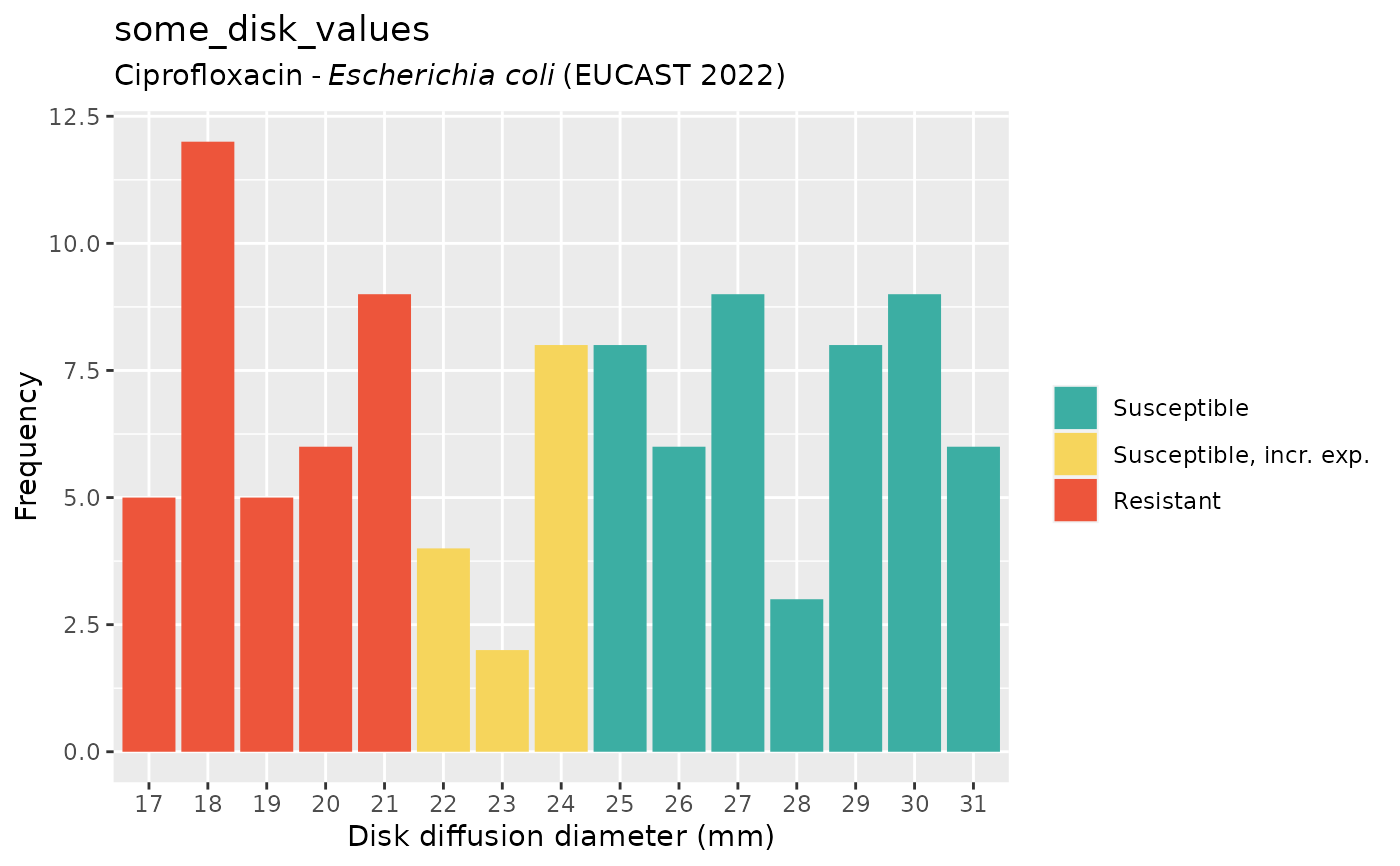 some_disk_values
Ciprofloxacin - Escherichia coli (EUCAST 2022)
12.5
10.0
7.5
5.0
2.5
0.0
Frequency
17 18 19 20 21 22 23 24 25 26 27 28 29 30 31
Disk diffusion diameter (mm)
Susceptible
Susceptible, incr. exp.
Resistant